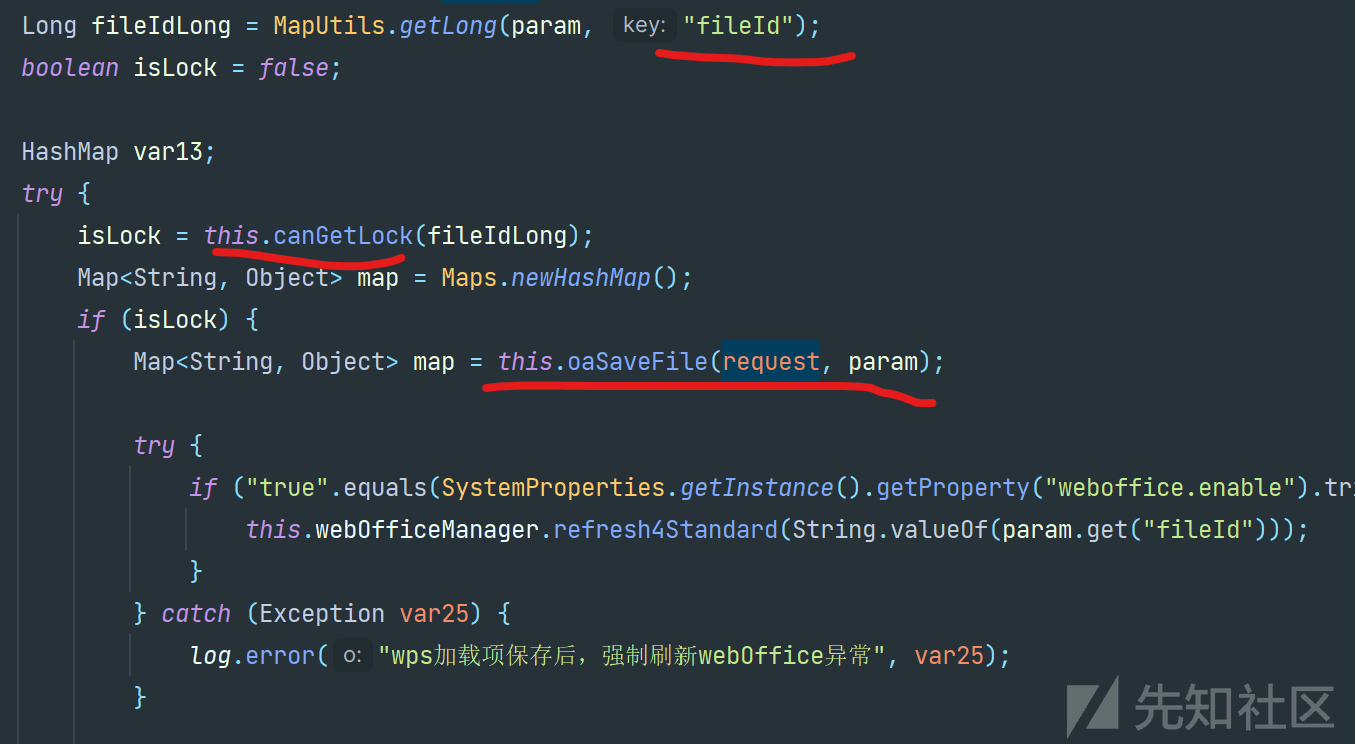 Long fileIdLong = MapUtils.getLong(param, key: "fileId");
boolean isLock = false;
HashMap var13;
try {
isLock = this.canGetLock(fileIdLong);
Map<String, Object> map = Maps.newHashMap();
if (isLock) {
Map<String, Object> map = this.oaSaveFile(request, param);
try {
if ("true".equals(SystemProperties.getInstance().getProperty("weboffice.enable").tri
this.webOfficeManager.refresh4Standard(String.valueOf(param.get("fileId")));
}
} catch (Exception var25) {
log.error( o: "wps加载项保存后，强制刷新webOffice异常", var25);
}
先知社区